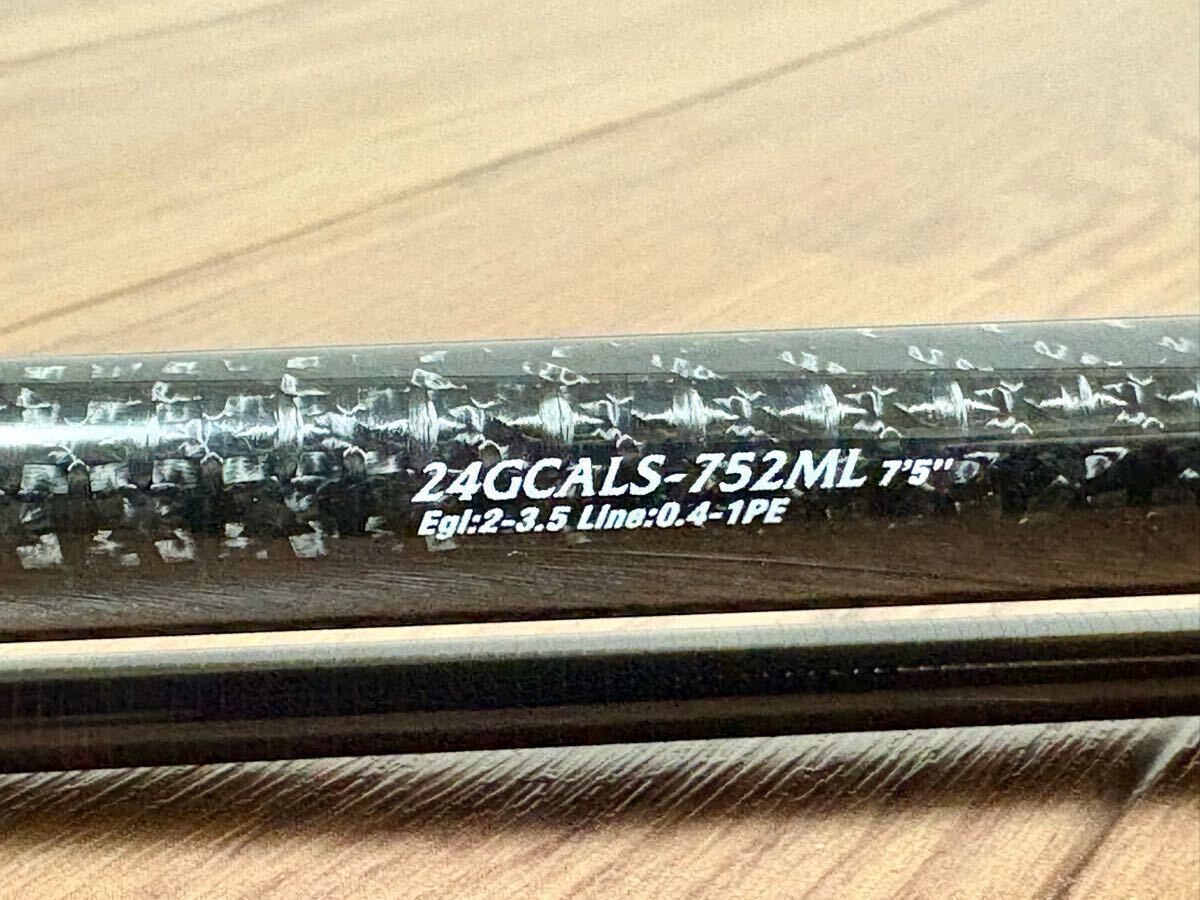 24GCALS-752ML 7'5"
Egi:2-3.5 Line:0.4-1PE